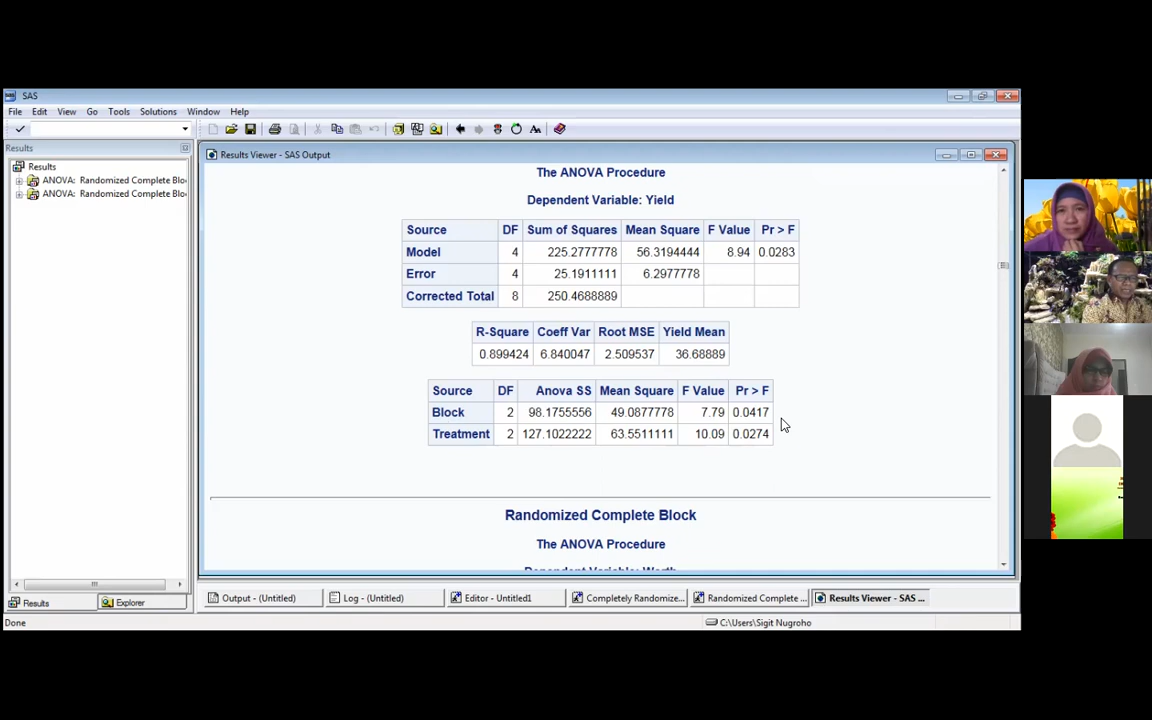 SAS
File Edit View Go Tools Solutions Window Help
Results
Results Viewer - SAS Output
Results
ANOVA: Randomized Complete Blo
ANOVA: Randomized Complete Blo
The ANOVA Procedure
Dependent Variable: Yield
Source DF Sum of Squares Mean Square F Value Pr > F
Model 4 225.2777778 56.3194444 8.94 0.0283
Error 4 25.1911111 6.2977778
Corrected Total 8 250.4688889
R-Square Coeff Var Root MSE Yield Mean
0.899424 6.840047 2.509537 36.68889
Source DF Anova SS Mean Square F Value Pr > F
Block 2 98.1755556 49.0877778 7.79 0.0417
Treatment 2 127.1022222 63.5511111 10.09 0.0274
Randomized Complete Block
The ANOVA Procedure
Dependent Variable: Worth
Results Explorer
Output - (Untitled) Log - (Untitled) Editor - Untitled1 Completely Randomize... Randomized Complete ... Results Viewer - SAS ...
Done C:\Users\Sigit Nugroho